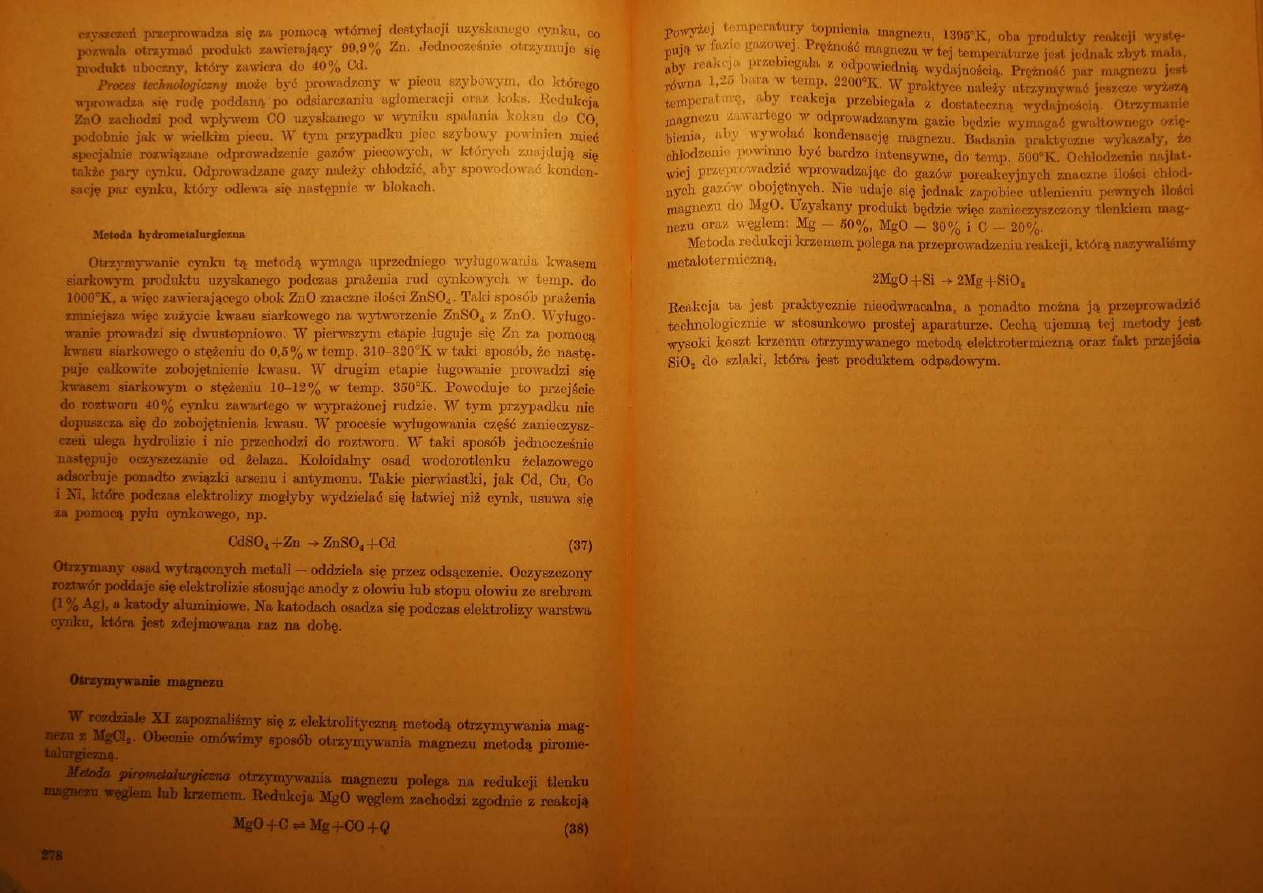 czyszczeń przeprowadza się za pomocą wtórnej destylacji uzyskanego cynku, co
pozwala otrzymać produkt zawierający 99,9% Zn. Jednocześnie otrzymuje się
produkt uboczny, który zawiera do 40% Cd.
Proces technologiczny może być prowadzony w piecu szybowym, do którego
wprowadza się rudę poddaną po odsiarczaniu aglomeracji oraz koks. Redukcja
ZnO zachodzi pod wpływem CO uzyskanego w wyniku spalania koksu do CO,
podobnie jak w wielkim piecu. W tym przypadku piec szybowy powinien mieć
specjalnie rozwiązane odprowadzenie gazów piecowych, w których znajdują się
także pary cynku. Odprowadzane gazy należy chłodzić, aby spowodować konden-
sację par cynku, który odlewa się następnie w blokach.
Metoda hydrometalurgiczna
Otrzymywanie cynku tą metodą wymaga uprzedniego wyługowania kwasem
siarkowym produktu uzyskanego podczas prażenia rud cynkowych w temp. do
1000°K, a więc zawierającego obok ZnO znaczne ilości ZnSO₄. Taki sposób prażenia
zmniejsza więc zużycie kwasu siarkowego na wytworzenie ZnSO₄ z ZnO. Wyługo-
wanie prowadzi się dwustopniowo. W pierwszym etapie ługuje się Zn za pomocą
kwasu siarkowego o stężeniu do 0,5% w temp. 310–320°K w taki sposób, że nastę-
puje całkowite zobojętnienie kwasu. W drugim etapie ługowanie prowadzi się
kwasem siarkowym o stężeniu 10–12% w temp. 350°K. Powoduje to przejście
do roztworu 40% cynku zawartego w wyprażonej rudzie. W tym przypadku nie
dopuszcza się do zobojętnienia kwasu. W procesie wyługowania część zanieczysz-
czeń ulega hydrolizie i nie przechodzi do roztworu. W taki sposób jednocześnie
następuje oczyszczanie od żelaza. Koloidalny osad wodorotlenku żelazowego
adsorbuje ponadto związki arsenu i antymonu. Takie pierwiastki, jak Cd, Cu, Co
i Ni, które podczas elektrolizy mogłyby wydzielać się łatwiej niż cynk, usuwa się
za pomocą pyłu cynkowego, np.
CdSO₄+Zn → ZnSO₄+Cd (37)
Otrzymany osad wytrąconych metali — oddziela się przez odsączenie. Oczyszczony
roztwór poddaje się elektrolizie stosując anody z ołowiu lub stopu ołowiu ze srebrem
(1% Ag), a katody aluminiowe. Na katodach osadza się podczas elektrolizy warstwa
cynku, która jest zdejmowana raz na dobę.
Otrzymywanie magnezu
W rozdziale XI zapoznaliśmy się z elektrolityczną metodą otrzymywania mag-
nezu z MgCl₂. Obecnie omówimy sposób otrzymywania magnezu metodą pirome-
talurgiczną.
Metoda pirometalurgiczna otrzymywania magnezu polega na redukcji tlenku
magnezu węglem lub krzemem. Redukcja MgO węglem zachodzi zgodnie z reakcją
MgO+C ⇌ Mg+CO+Q (38)
278
Powyżej temperatury topnienia magnezu, 1395°K, oba produkty reakcji wystę-
pują w fazie gazowej. Prężność magnezu w tej temperaturze jest jednak zbyt mała,
aby reakcja przebiegała z odpowiednią wydajnością. Prężność par magnezu jest
równa 1,25 bara w temp. 2200°K. W praktyce należy utrzymywać jeszcze wyższą
temperaturę, aby reakcja przebiegała z dostateczną wydajnością. Otrzymanie
magnezu zawartego w odprowadzanym gazie będzie wymagać gwałtownego ozię-
bienia, aby wywołać kondensację magnezu. Badania praktyczne wykazały, że
chłodzenie powinno być bardzo intensywne, do temp. 500°K. Ochłodzenie najłat-
wiej przeprowadzić wprowadzając do gazów poreakcyjnych znaczne ilości chłod-
nych gazów obojętnych. Nie udaje się jednak zapobiec utlenieniu pewnych ilości
magnezu do MgO. Uzyskany produkt będzie więc zanieczyszczony tlenkiem mag-
nezu oraz węglem: Mg — 50%, MgO — 30% i C — 20%.
Metoda redukcji krzemem polega na przeprowadzeniu reakcji, którą nazywaliśmy
metalotermiczną,
2MgO+Si → 2Mg+SiO₂
Reakcja ta jest praktycznie nieodwracalna, a ponadto można ją przeprowadzić
technologicznie w stosunkowo prostej aparaturze. Cechą ujemną tej metody jest
wysoki koszt krzemu otrzymywanego metodą elektrotermiczną oraz fakt przejścia
SiO₂ do szlaki, która jest produktem odpadowym.